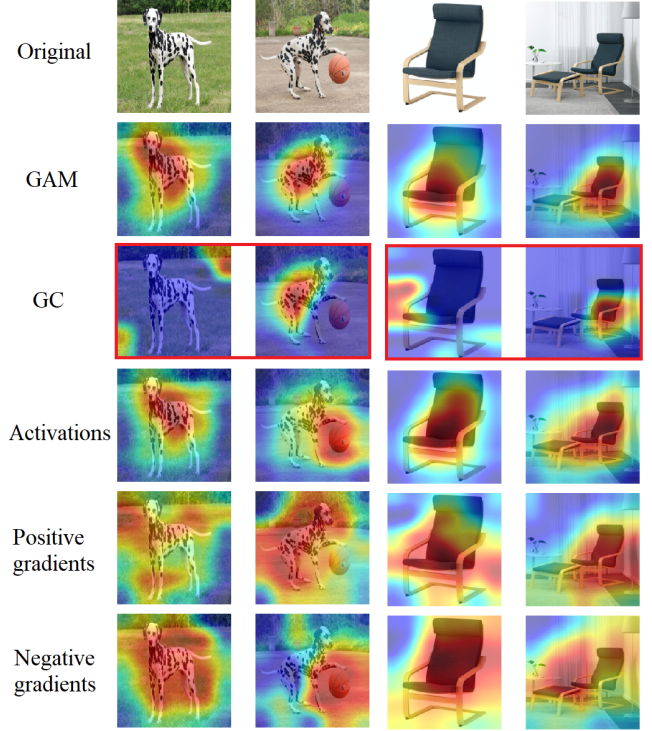 Original
GAM
GC
Activations
Positive
gradients
Negative
gradients